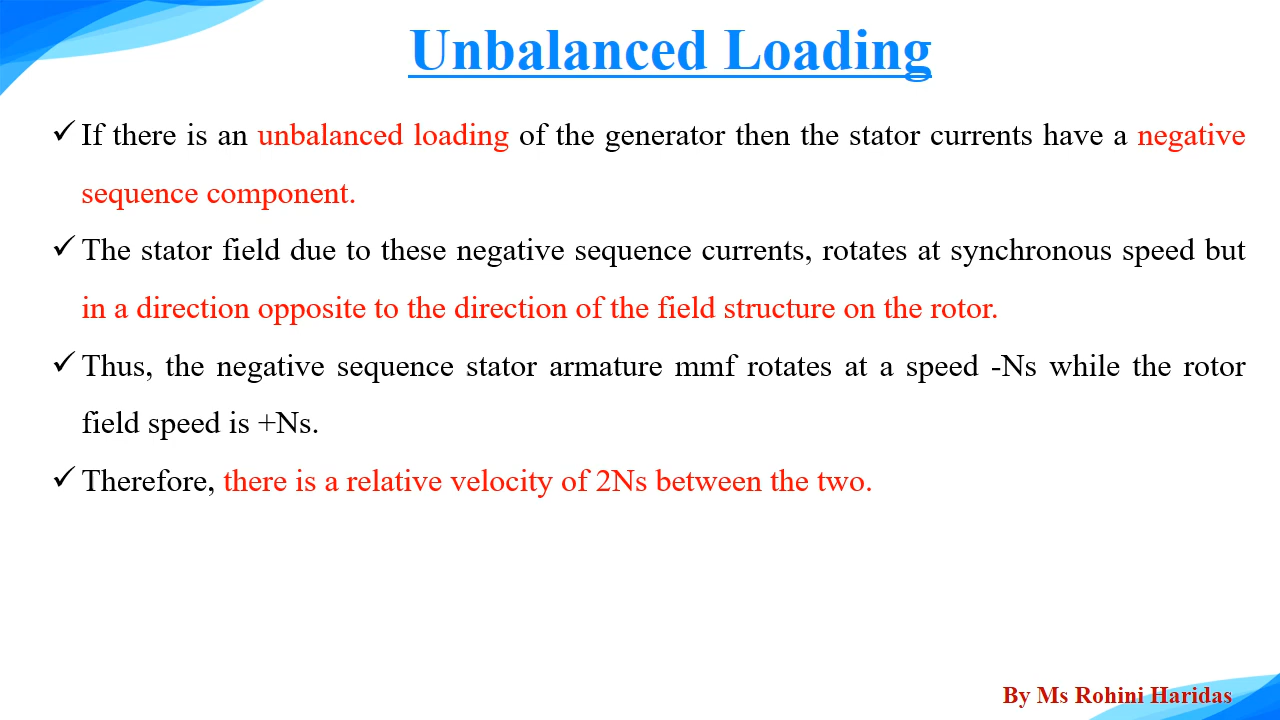 Unbalanced Loading
✓ If there is an unbalanced loading of the generator then the stator currents have a negative
sequence component.
✓ The stator field due to these negative sequence currents, rotates at synchronous speed but
in a direction opposite to the direction of the field structure on the rotor.
✓ Thus, the negative sequence stator armature mmf rotates at a speed -Ns while the rotor
field speed is +Ns.
✓ Therefore, there is a relative velocity of 2Ns between the two.
By Ms Rohini Haridas